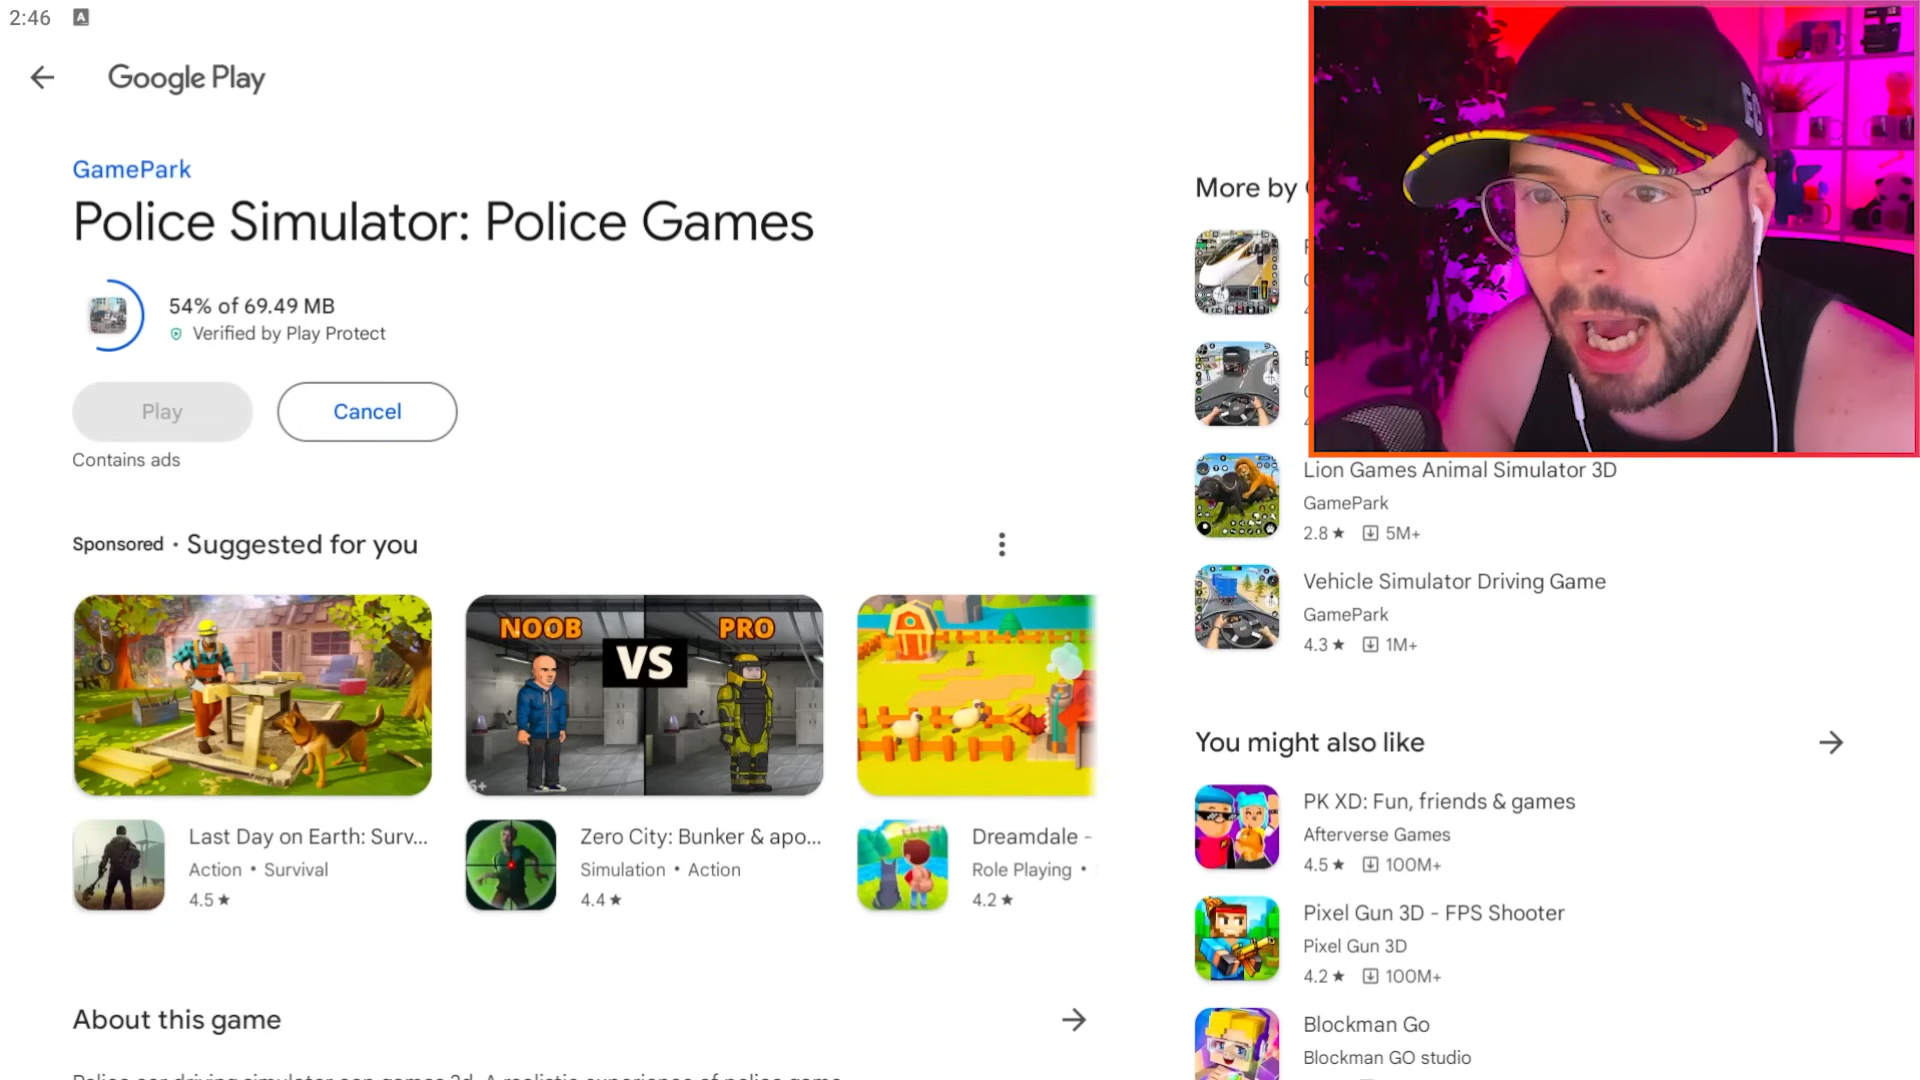 2:46
A
Google Play
GamePark
Police Simulator: Police Games
54% of 69.49 MB
Verified by Play Protect
Play
Cancel
Contains ads
Sponsored · Suggested for you
NOOB
VS
PRO
Last Day on Earth: Surv...
Action • Survival
4.5 ★
Zero City: Bunker & apo...
Simulation • Action
4.4 ★
Dreamdale -
Role Playing •
4.2 ★
About this game
More by
Lion Games Animal Simulator 3D
GamePark
2.8 ★ 5M+
Vehicle Simulator Driving Game
GamePark
4.3 ★ 1M+
You might also like
PK XD: Fun, friends & games
Afterverse Games
4.5 ★ 100M+
Pixel Gun 3D - FPS Shooter
Pixel Gun 3D
4.2 ★ 100M+
Blockman Go
Blockman GO studio
EC